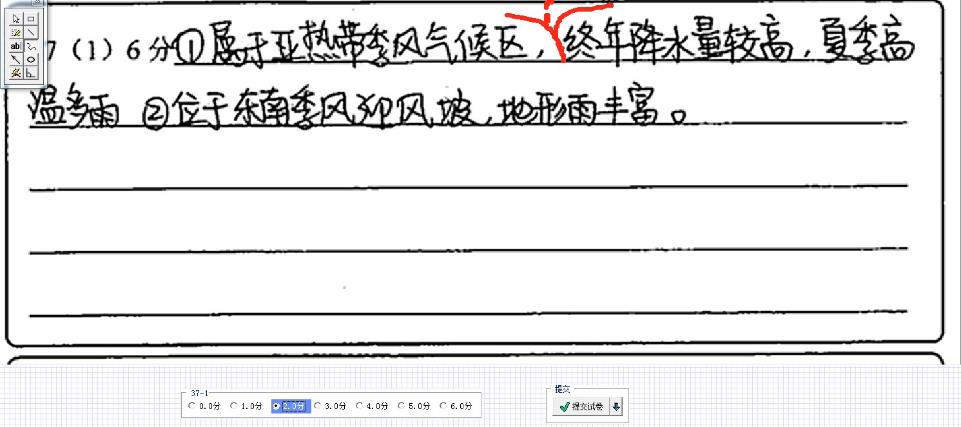 7（1）6分①属于亚热带季风气候区，终年降水量较高，夏季高
温多雨 ②位于东南季风迎风坡，地形雨丰富。
37-1
0.0分 1.0分 2.0分 3.0分 4.0分 5.0分 6.0分
提交
提交试卷